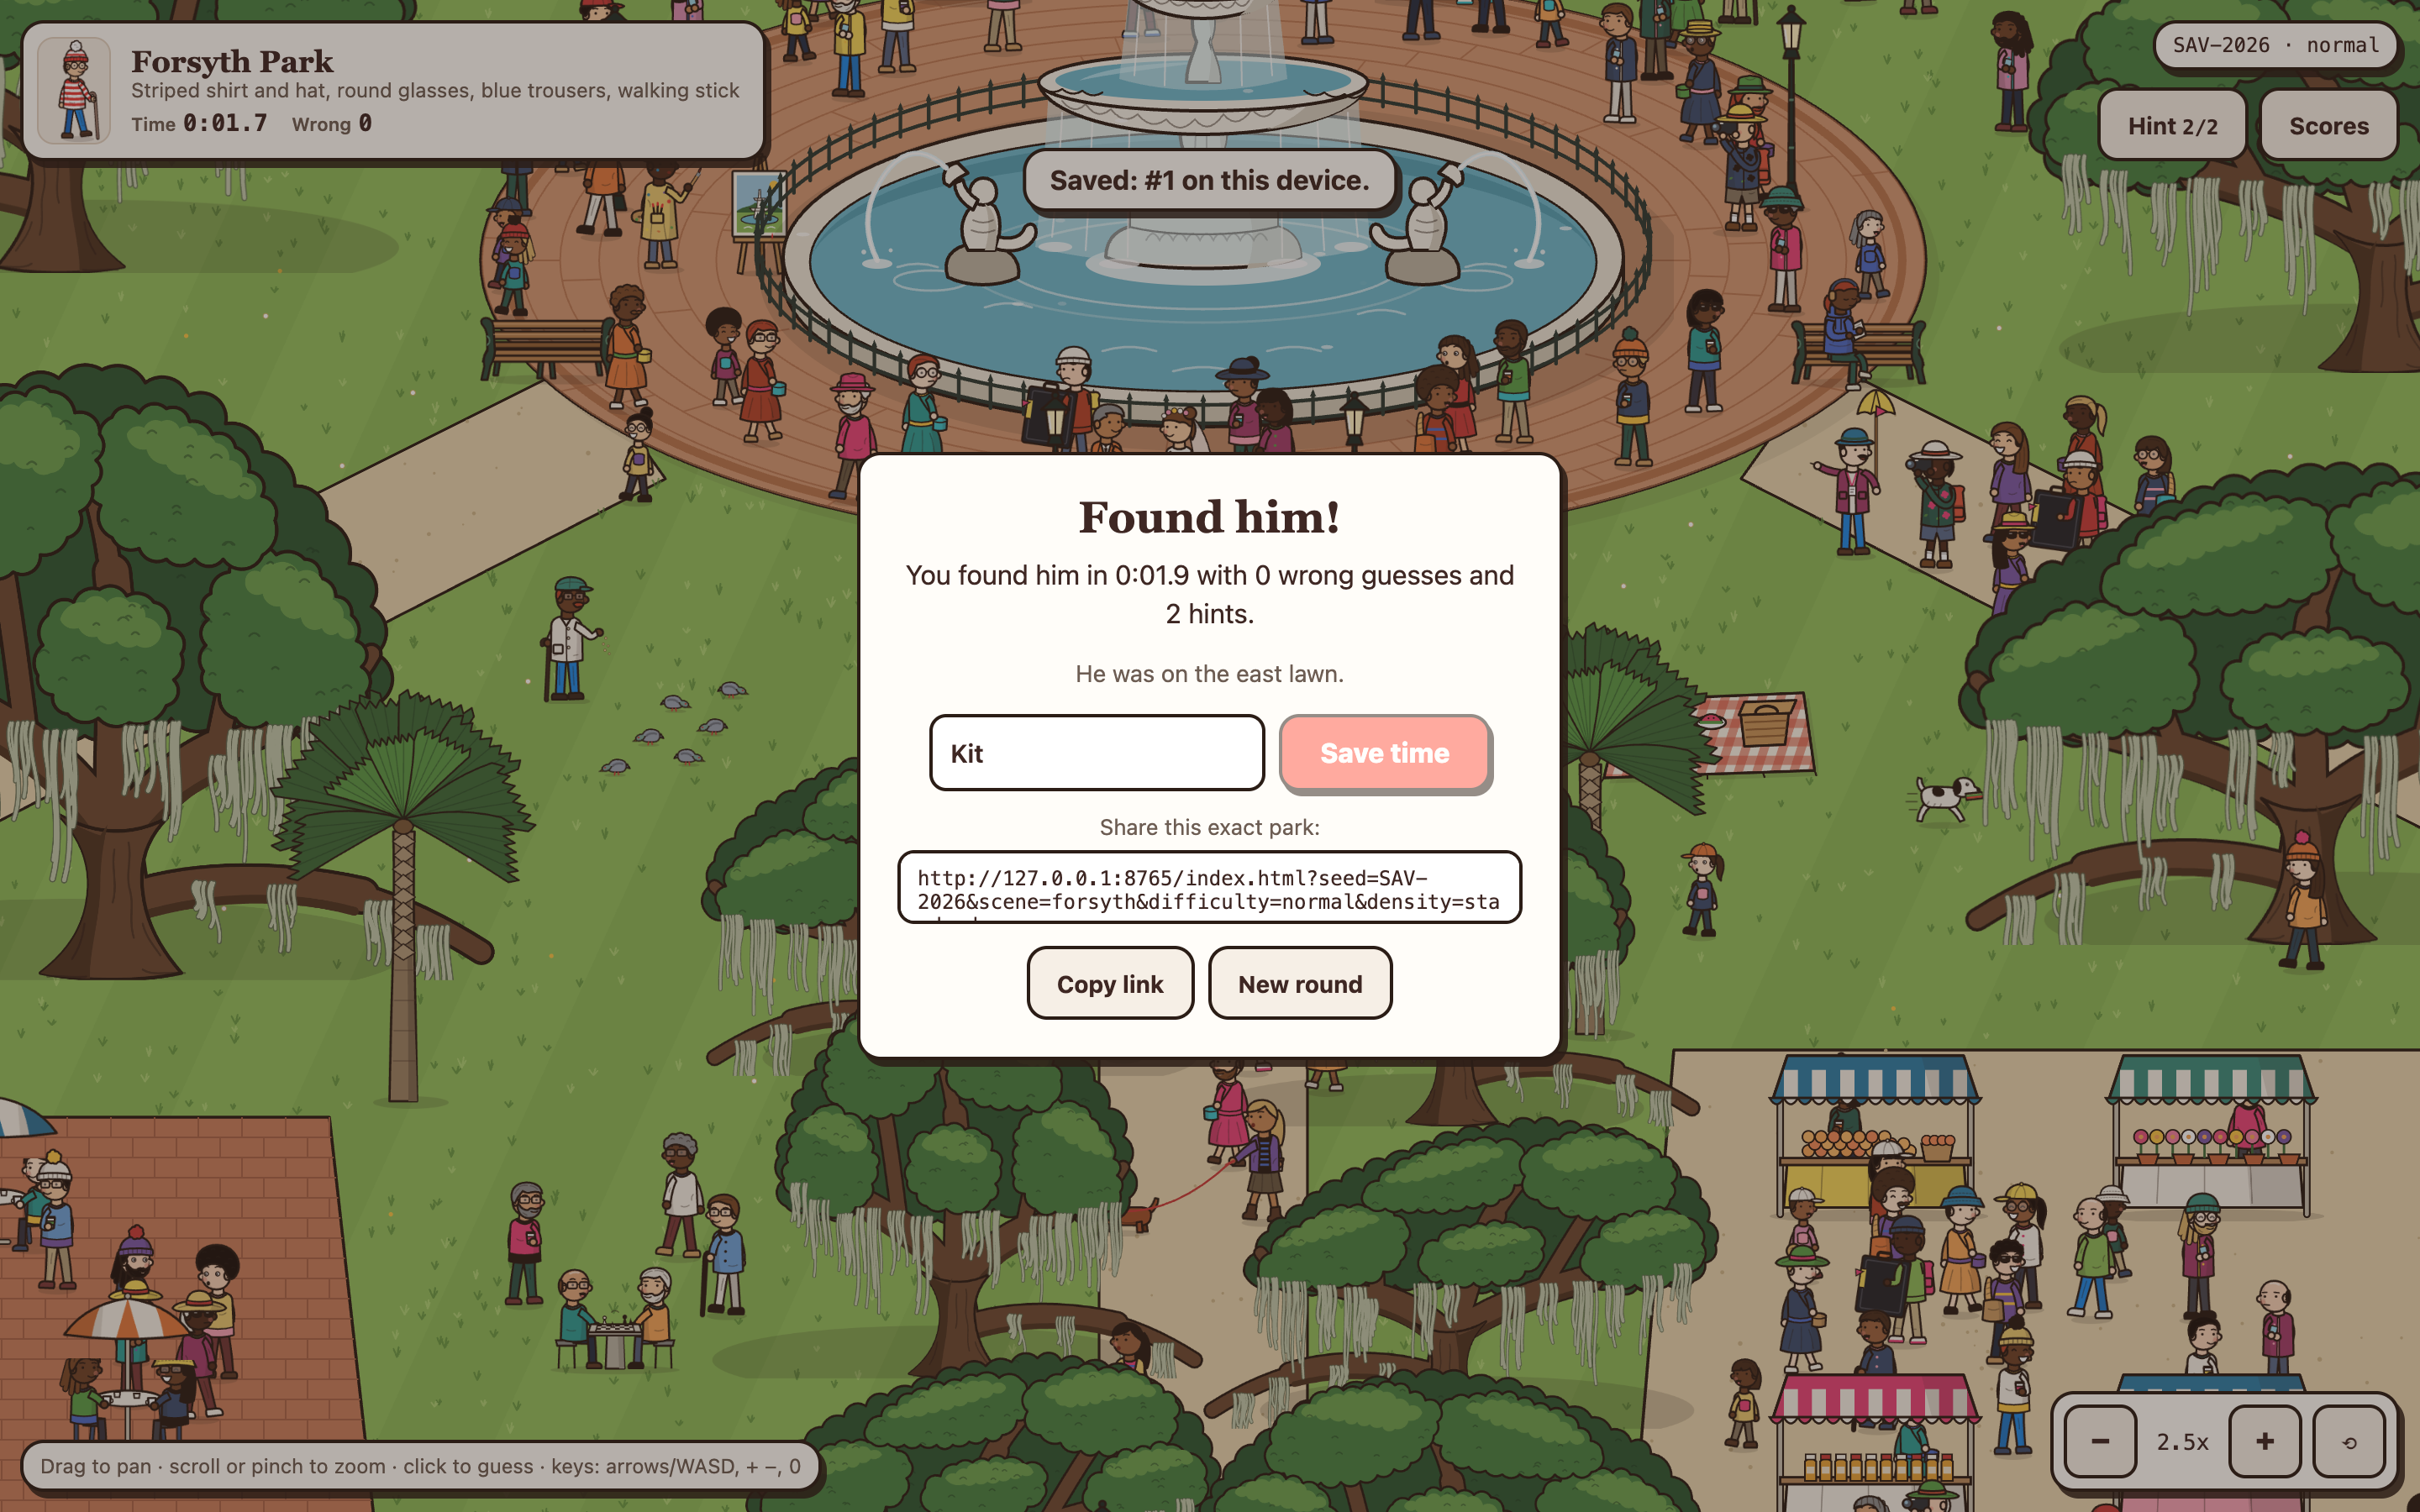 Forsyth Park
Striped shirt and hat, round glasses, blue trousers, walking stick
Time 0:01.7 Wrong 0
SAV-2026 · normal
Hint 2/2
Scores
Saved: #1 on this device.
Found him!
You found him in 0:01.9 with 0 wrong guesses and
2 hints.
He was on the east lawn.
Kit
Save time
Share this exact park:
http://127.0.0.1:8765/index.html?seed=SAV-
2026&scene=forsyth&difficulty=normal&density=sta
Copy link
New round
Drag to pan · scroll or pinch to zoom · click to guess · keys: arrows/WASD, + −, 0
−
2.5x
+
⟲